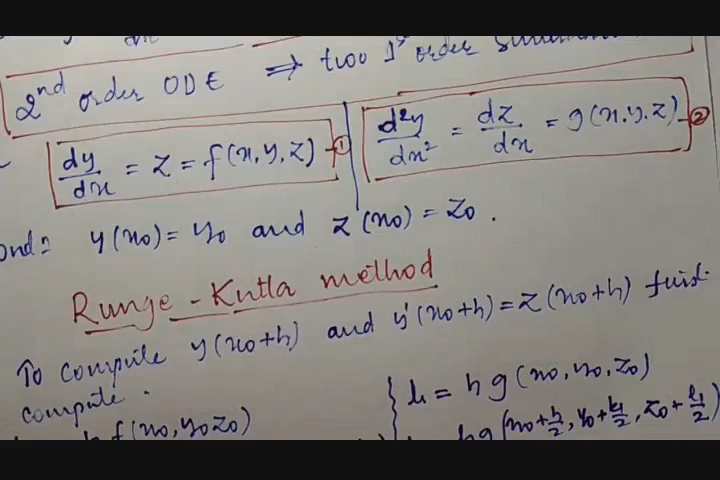 2nd order ODE ⇒ two 1st order
dy/dx = z = f(x, y, z) –①
d²y/dx² = dz/dx = g(x, y, z) –②
ond: y(x0) = y0 and z(x0) = z0.
Runge - Kutta method
To compute y(x0+h) and y'(x0+h) = z(x0+h) first
compute.
f(x0, y0 z0)
l1 = hg(x0, y0, z0)
hg(x0+h/2, y0+k1/2, z0+l1/2)